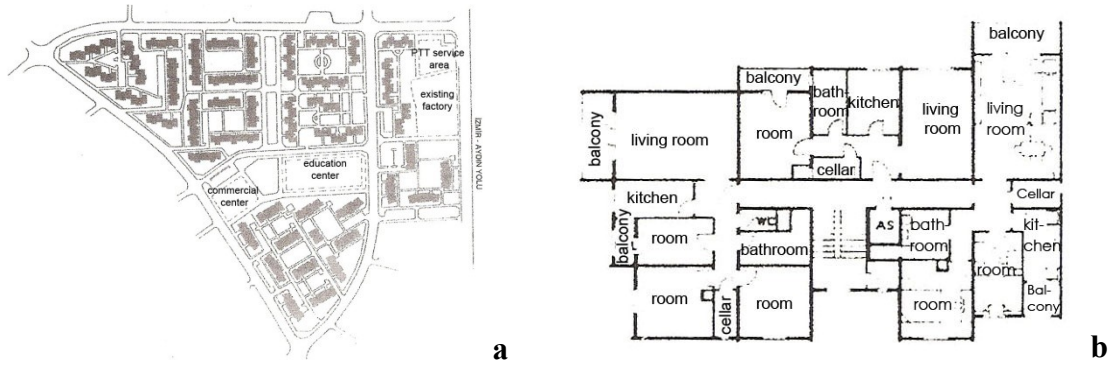 PTT service
area
existing
factory
IZMIR - AYDIN YOLU
education
center
commercial
center
a
balcony
balcony
bath-
room
kitchen
living
room
living
room
balcony
living room
room
cellar
kitchen
Cellar
balcony
room
WC
bathroom
AS
bath
room
kit-
chen
room
Bal-
cony
room
cellar
room
room
b